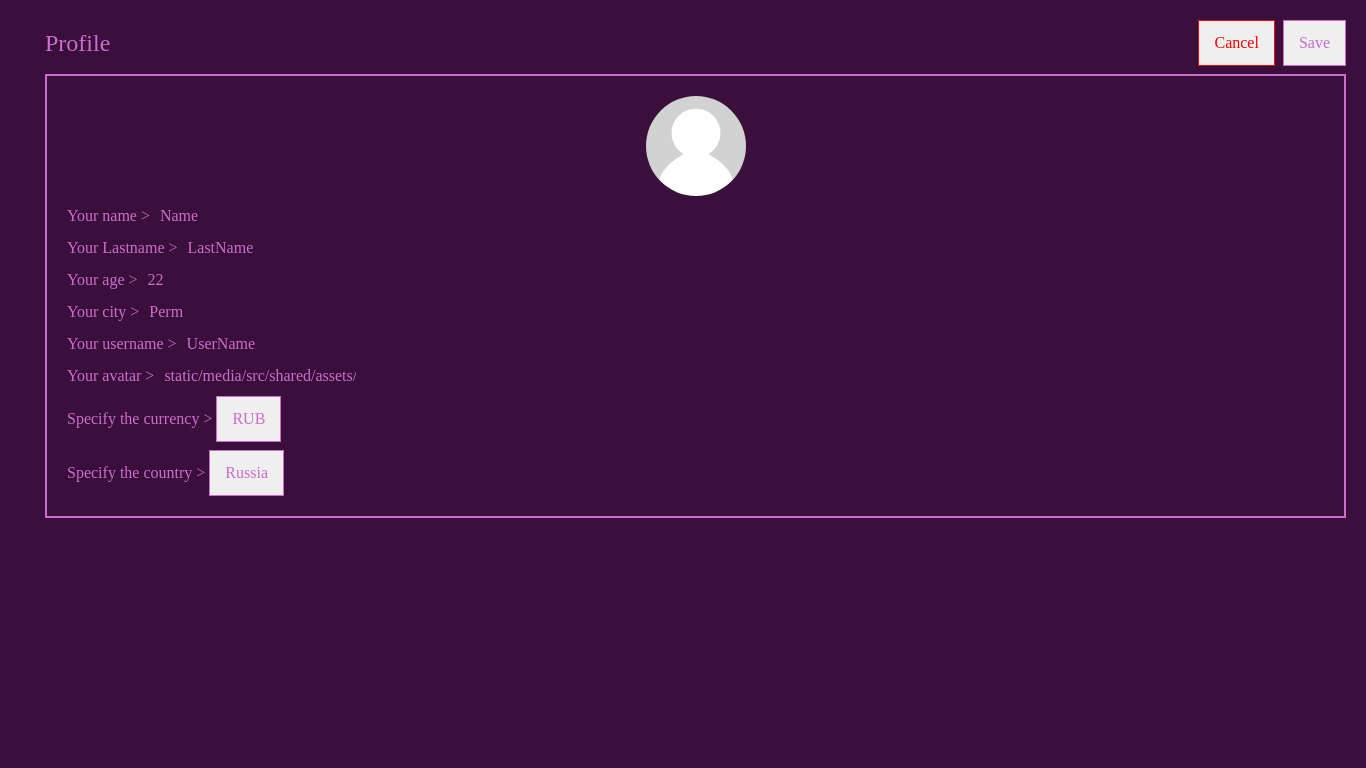 Profile
Cancel
Save
Your name > Name
Your Lastname > LastName
Your age > 22
Your city > Perm
Your username > UserName
Your avatar > static/media/src/shared/assets/
Specify the currency > RUB
Specify the country > Russia